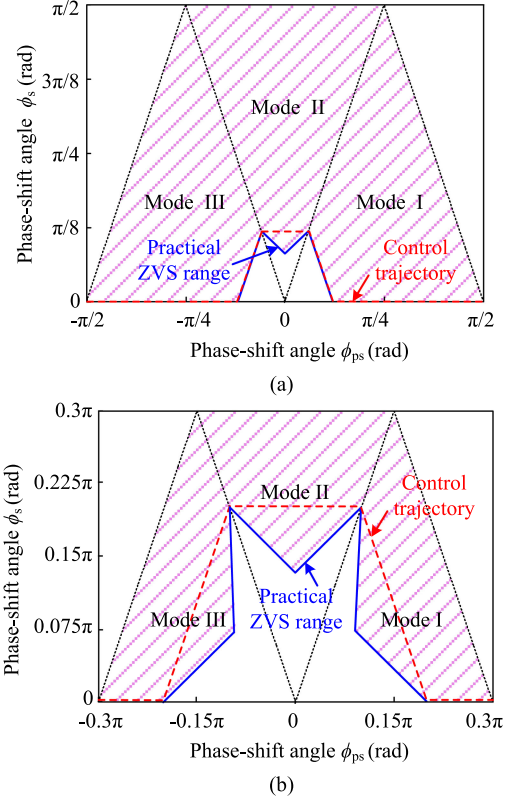 π/2
3π/8
π/4
π/8
0
Phase-shift angle ϕs (rad)
Mode II
Mode III
Mode I
Practical
ZVS range
Control
trajectory
-π/2
-π/4
0
π/4
π/2
Phase-shift angle ϕps (rad)
(a)
0.3π
0.225π
0.15π
0.075π
0
Phase-shift angle ϕs (rad)
Mode II
Control
trajectory
Practical
ZVS range
Mode III
Mode I
-0.3π
-0.15π
0
0.15π
0.3π
Phase-shift angle ϕps (rad)
(b)